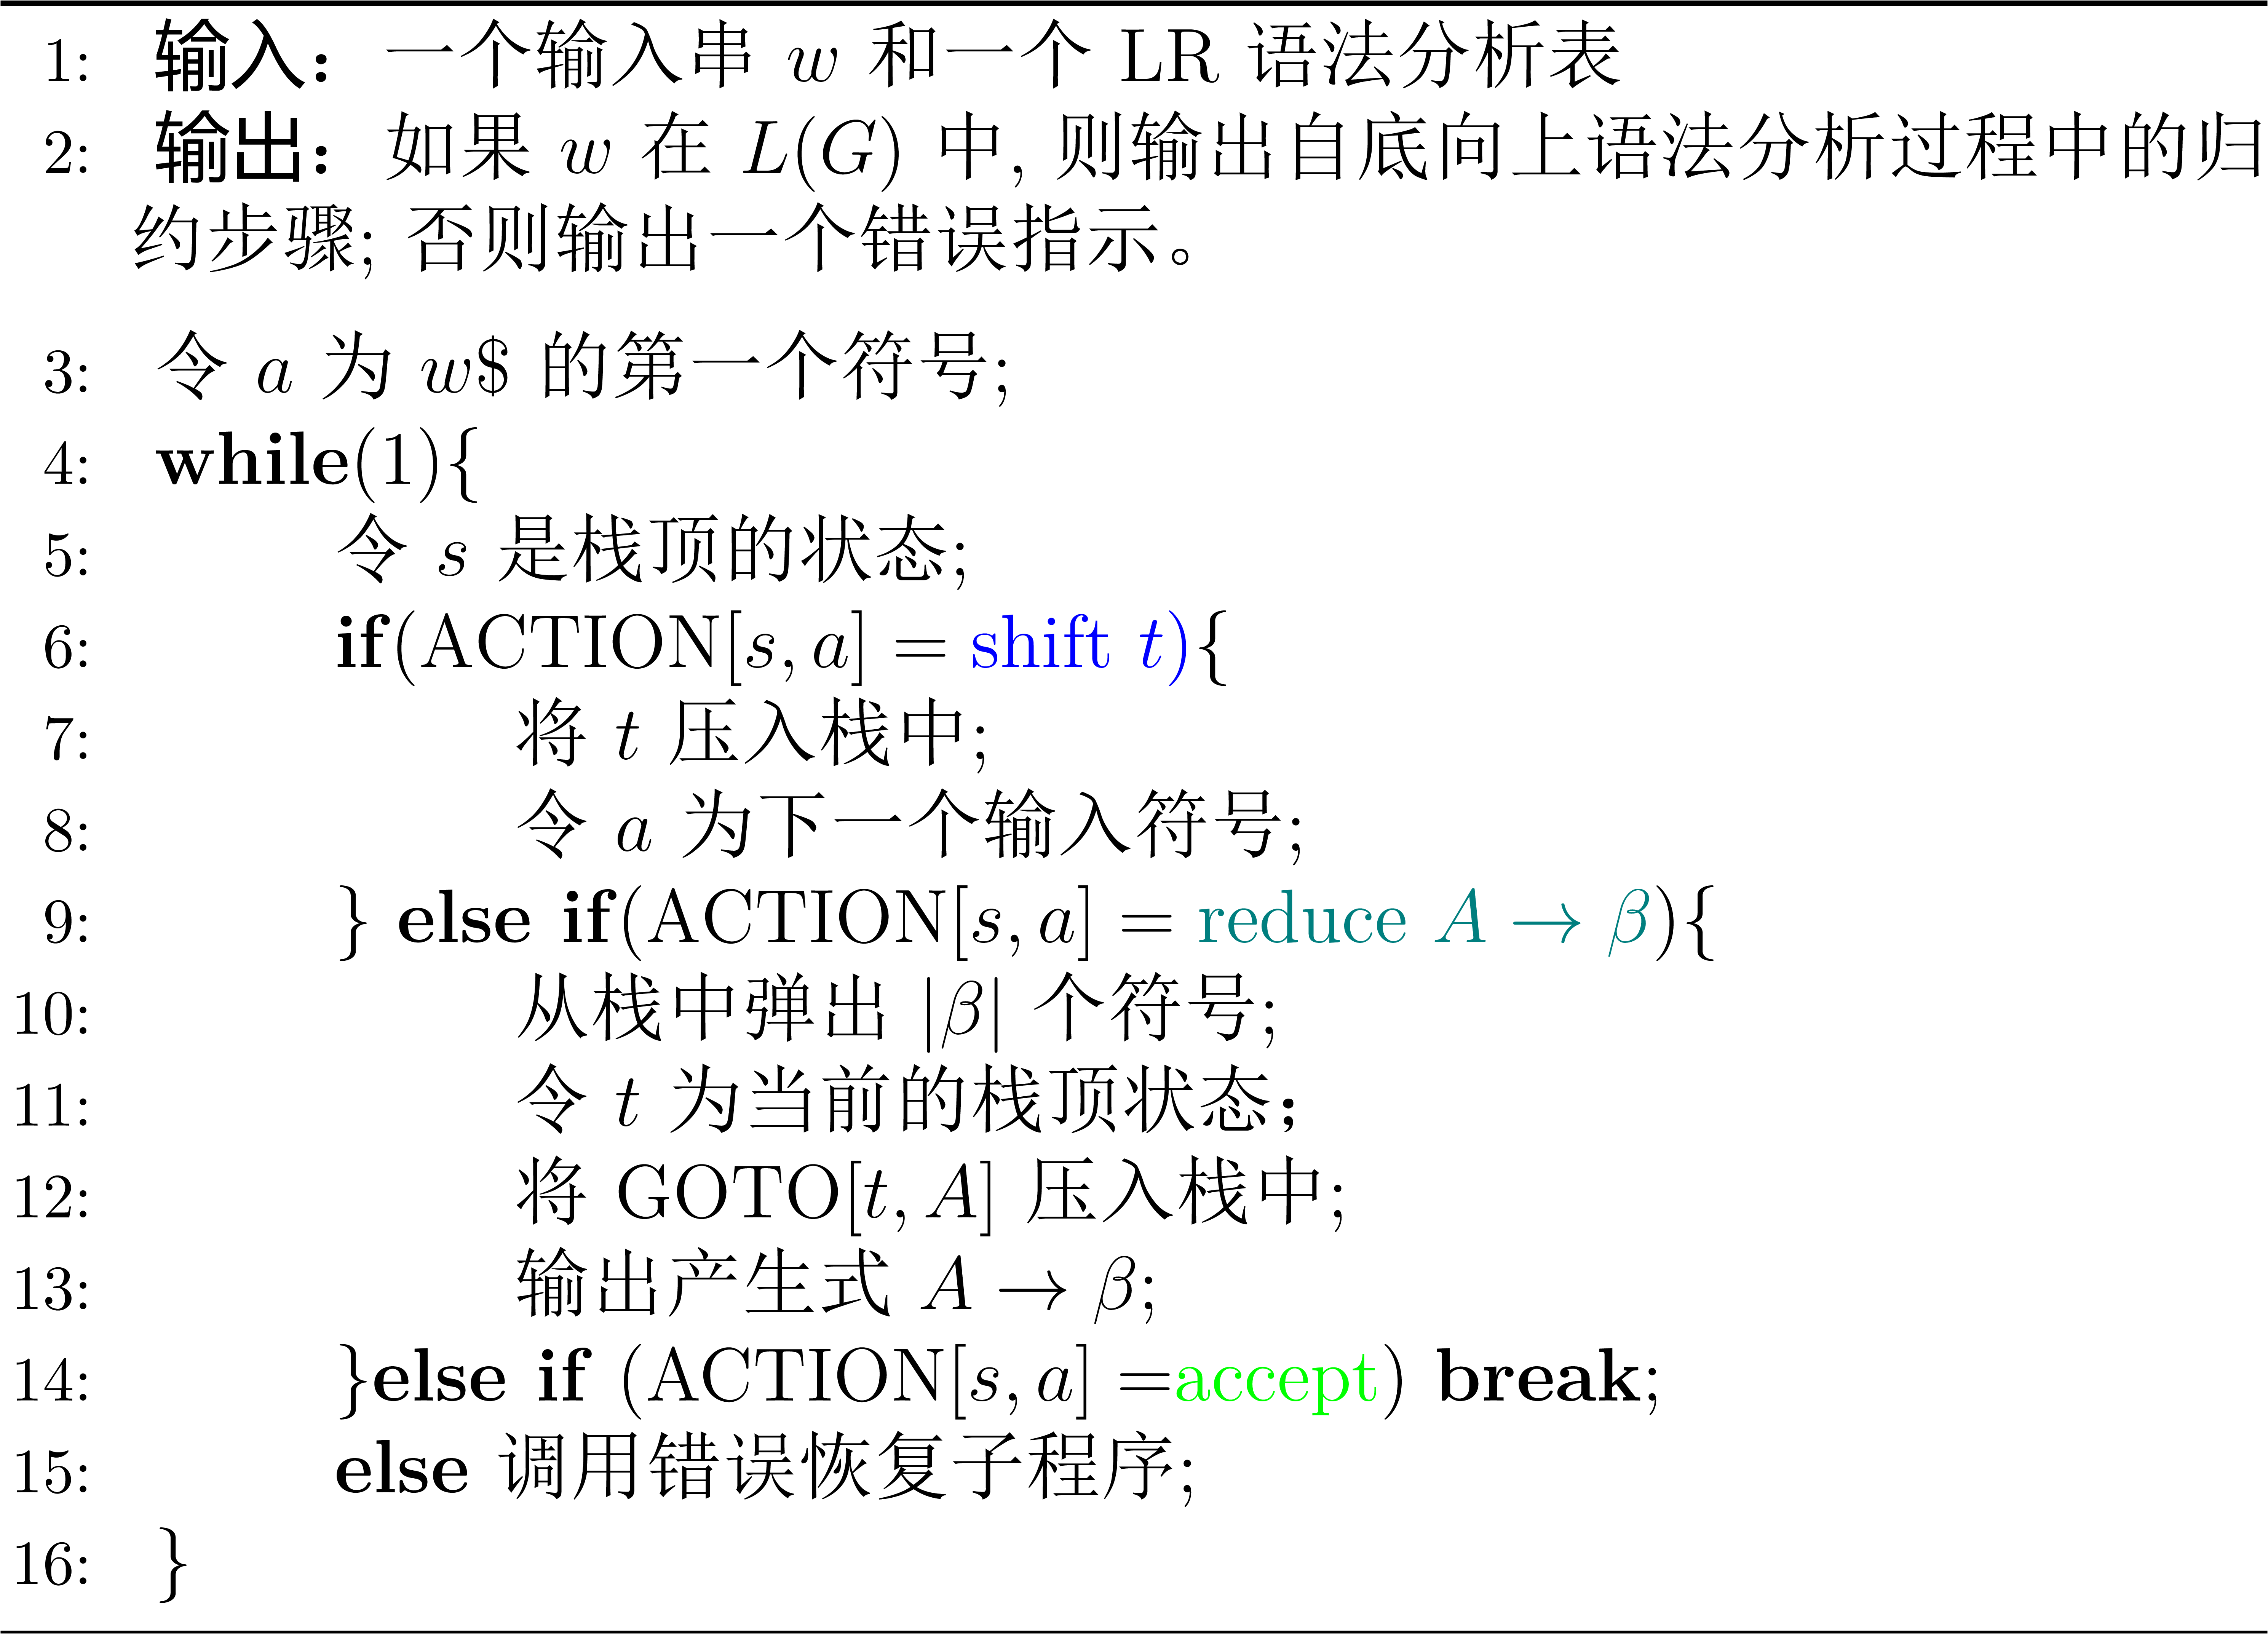 1: 输入：一个输入串 w 和一个 LR 语法分析表
2: 输出：如果 w 在 L(G) 中, 则输出自底向上语法分析过程中的归
约步骤; 否则输出一个错误指示。
3: 令 a 为 w$ 的第一个符号;
4: while(1){
5: 令 s 是栈顶的状态;
6: if(ACTION[s, a] = shift t){
7: 将 t 压入栈中;
8: 令 a 为下一个输入符号;
9: } else if(ACTION[s, a] = reduce A → β){
10: 从栈中弹出 |β| 个符号;
11: 令 t 为当前的栈顶状态；
12: 将 GOTO[t, A] 压入栈中;
13: 输出产生式 A → β;
14: }else if (ACTION[s, a] =accept) break;
15: else 调用错误恢复子程序;
16: }